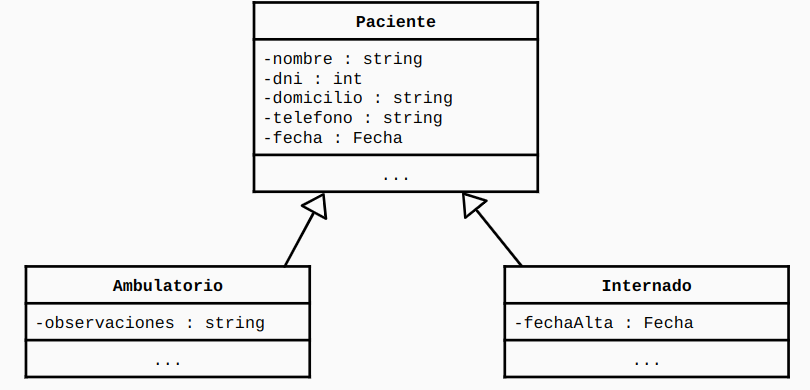 Paciente
-nombre : string
-dni : int
-domicilio : string
-telefono : string
-fecha : Fecha
...
Ambulatorio
-observaciones : string
...
Internado
-fechaAlta : Fecha
...